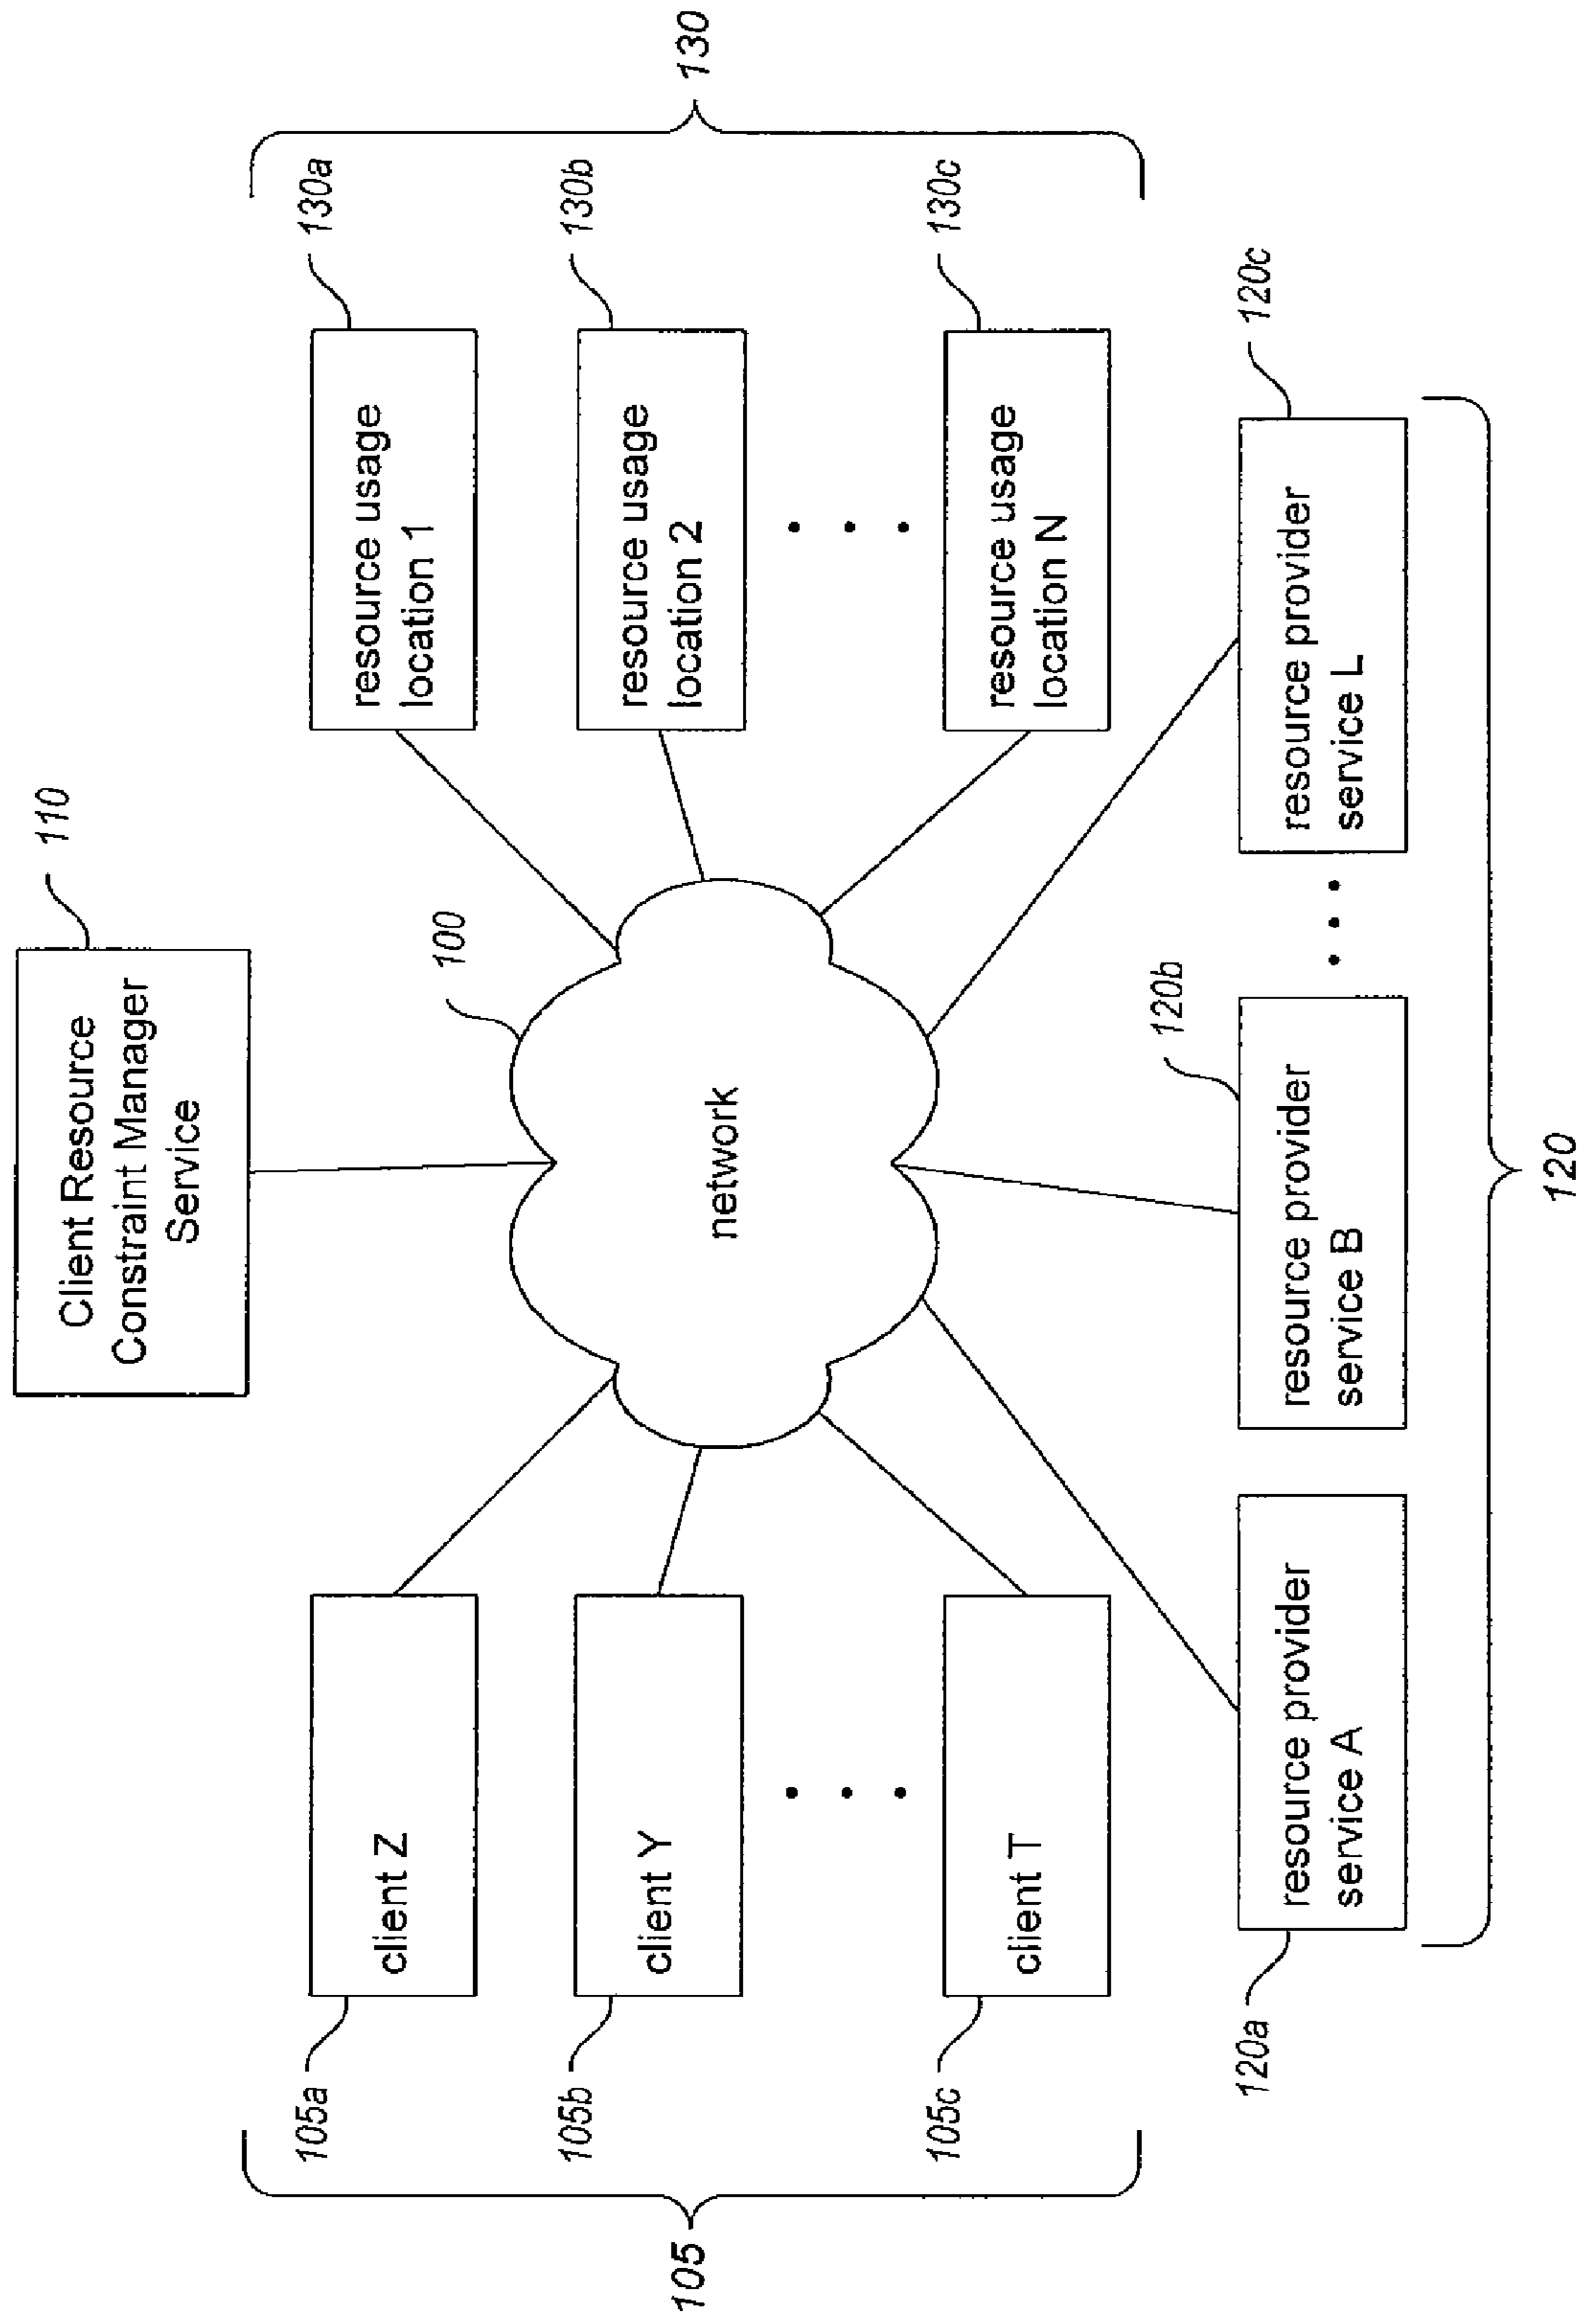 Client Resource
Constraint Manager
Service
110
105
105a
client Z
105b
client Y
105c
client T
100
network
130a
resource usage
location 1
130b
resource usage
location 2
130c
resource usage
location N
130
120a
resource provider
service A
120b
resource provider
service B
120c
resource provider
service L
120